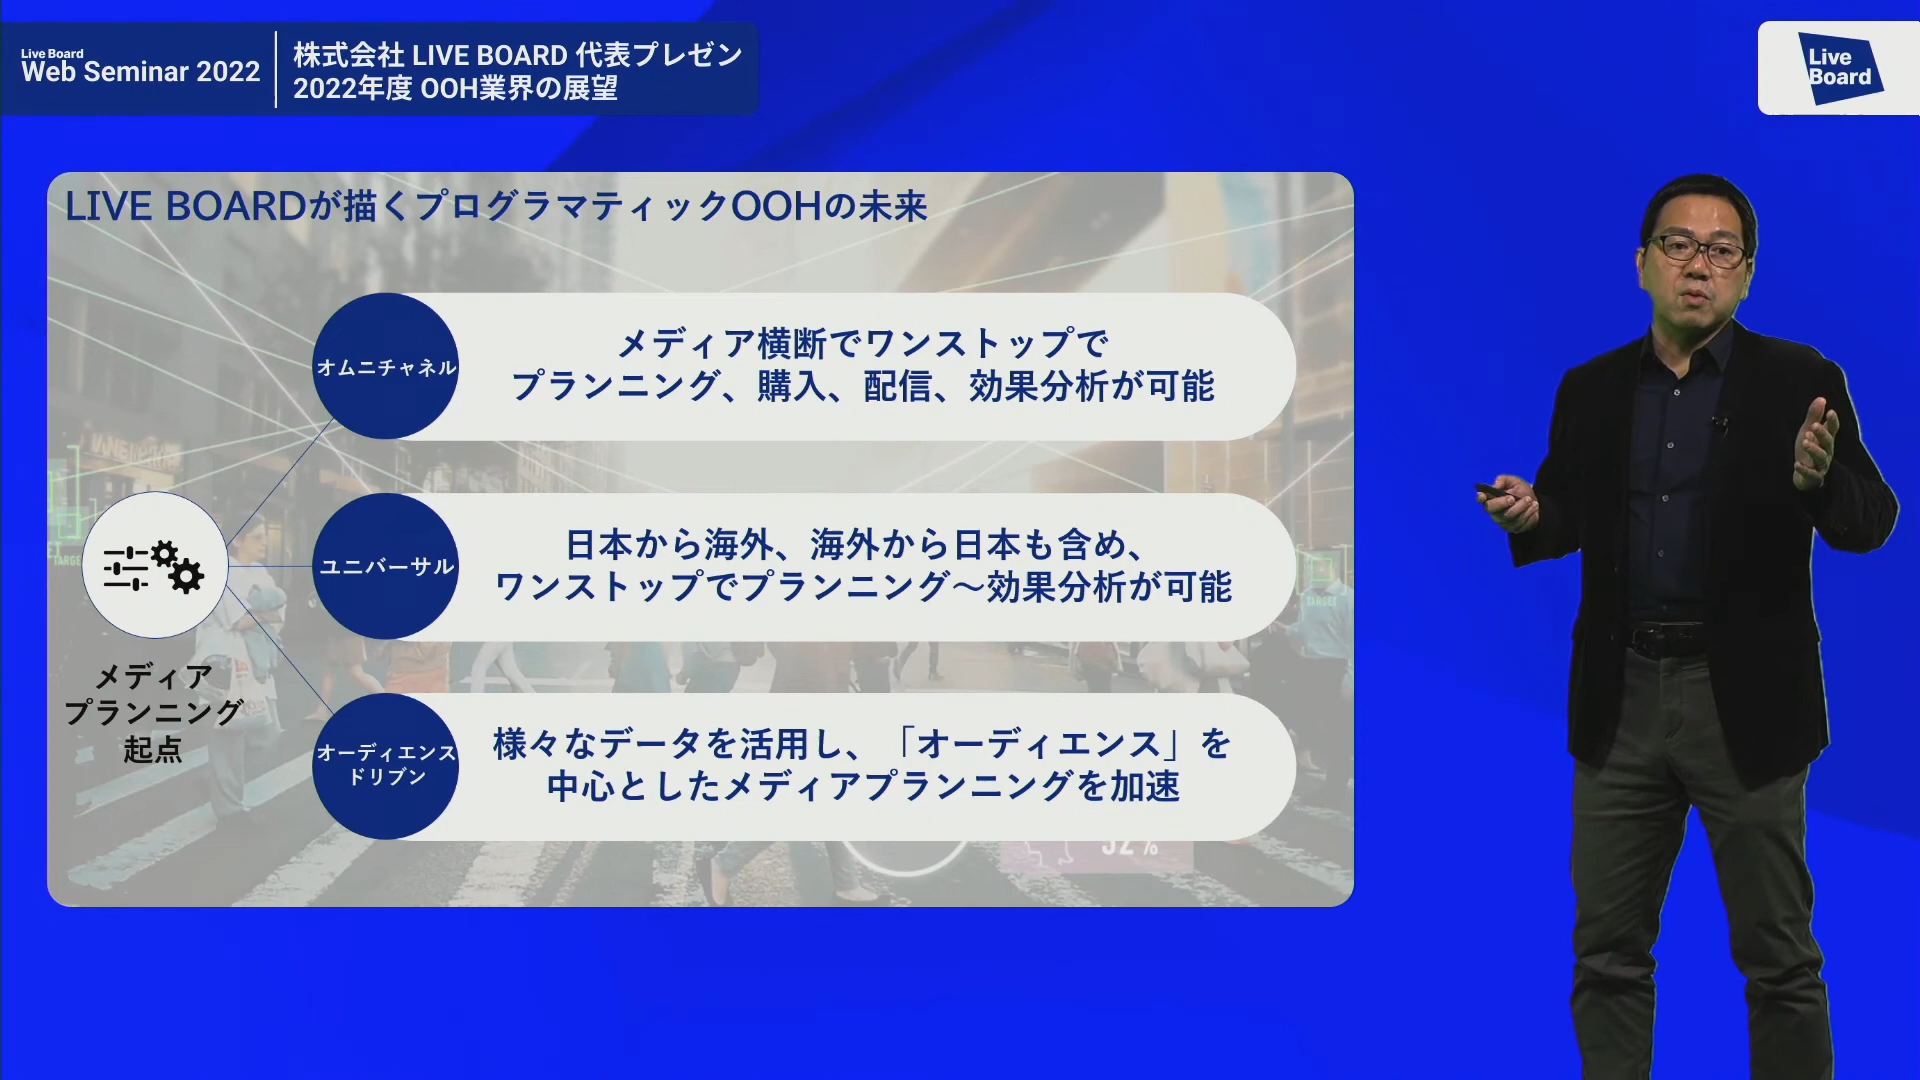 Live Board
Web Seminar 2022
株式会社 LIVE BOARD 代表プレゼン
2022年度 OOH業界の展望
Live
Board
LIVE BOARDが描くプログラマティックOOHの未来
オムニチャネル
メディア横断でワンストップで
プランニング、購入、配信、効果分析が可能
ユニバーサル
日本から海外、海外から日本も含め、
ワンストップでプランニング〜効果分析が可能
メディア
プランニング
起点
オーディエンス
ドリブン
様々なデータを活用し、「オーディエンス」を
中心としたメディアプランニングを加速
TARGET